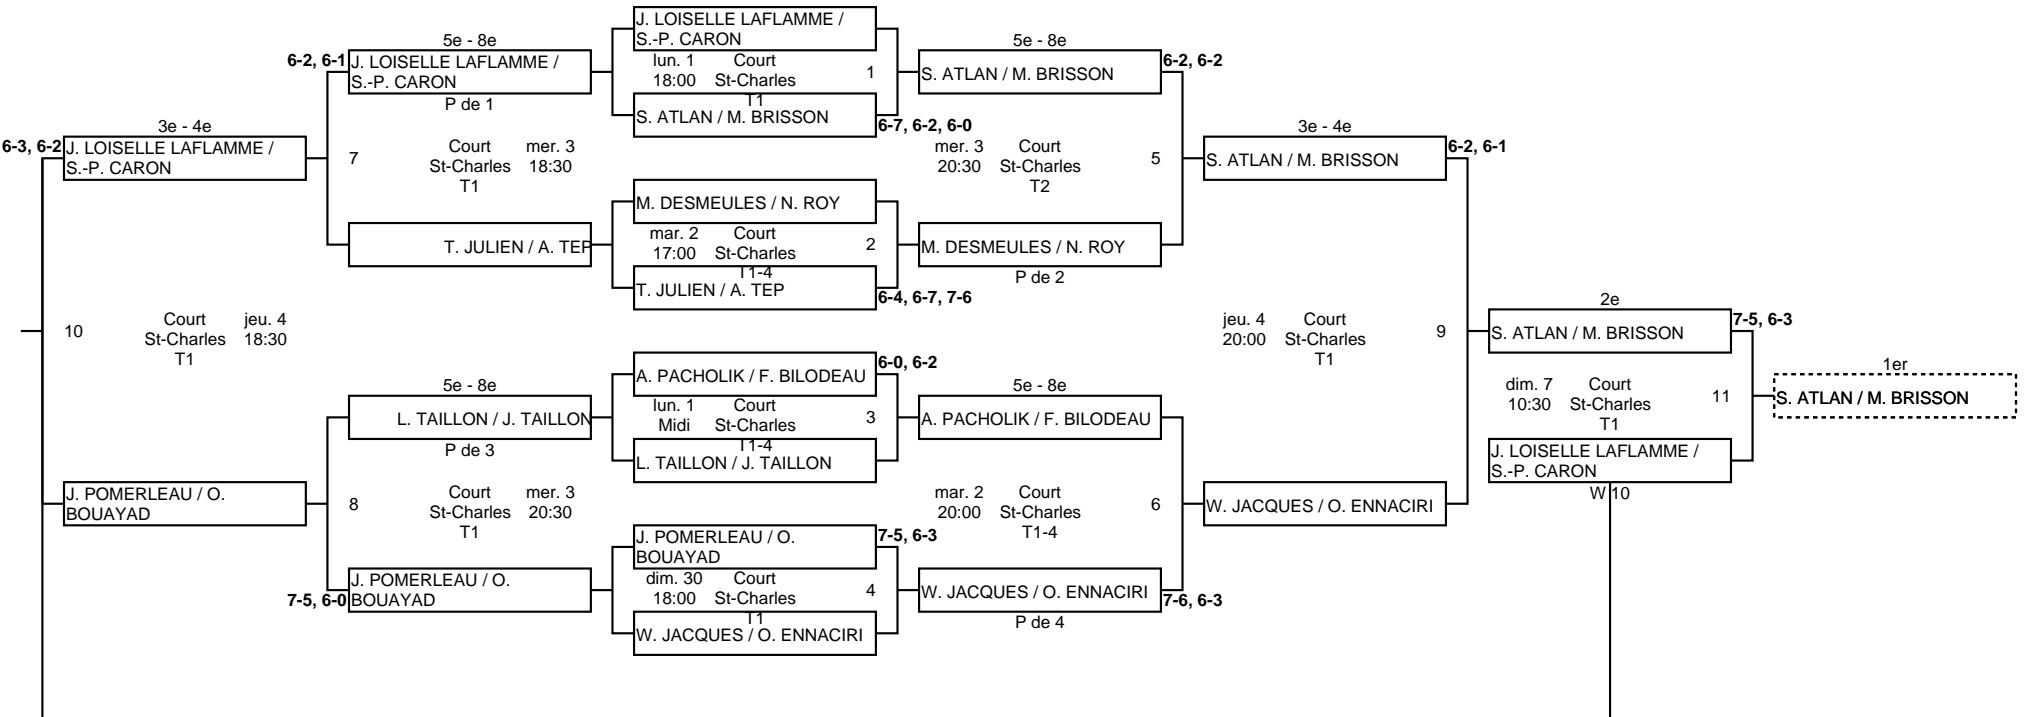 J. LOISELLE LAFLAMME /
S.-P. CARON
5e - 8e
5e - 8e
6-2, 6-1
J. LOISELLE LAFLAMME /
S.-P. CARON
lun. 1 Court
18:00 St-Charles
T1
1
S. ATLAN / M. BRISSON
6-2, 6-2
P de 1
S. ATLAN / M. BRISSON
6-7, 6-2, 6-0
3e - 4e
3e - 4e
6-3, 6-2
J. LOISELLE LAFLAMME /
S.-P. CARON
7
Court mer. 3
St-Charles 18:30
T1
mer. 3 Court
20:30 St-Charles
T2
5
S. ATLAN / M. BRISSON
6-2, 6-1
M. DESMEULES / N. ROY
T. JULIEN / A. TEP
mar. 2 Court
17:00 St-Charles
T1-4
2
M. DESMEULES / N. ROY
P de 2
T. JULIEN / A. TEP
6-4, 6-7, 7-6
10
Court jeu. 4
St-Charles 18:30
T1
jeu. 4 Court
20:00 St-Charles
T1
9
2e
S. ATLAN / M. BRISSON
7-5, 6-3
A. PACHOLIK / F. BILODEAU
6-0, 6-2
1er
5e - 8e
5e - 8e
dim. 7 Court
10:30 St-Charles
T1
11
S. ATLAN / M. BRISSON
L. TAILLON / J. TAILLON
lun. 1 Court
Midi St-Charles
T1-4
3
A. PACHOLIK / F. BILODEAU
P de 3
L. TAILLON / J. TAILLON
J. LOISELLE LAFLAMME /
S.-P. CARON
W 10
J. POMERLEAU / O.
BOUAYAD
8
Court mer. 3
St-Charles 20:30
T1
mar. 2 Court
20:00 St-Charles
T1-4
6
W. JACQUES / O. ENNACIRI
J. POMERLEAU / O.
BOUAYAD
7-5, 6-3
7-5, 6-0
J. POMERLEAU / O.
BOUAYAD
dim. 30 Court
18:00 St-Charles
T1
4
W. JACQUES / O. ENNACIRI
7-6, 6-3
P de 4
W. JACQUES / O. ENNACIRI